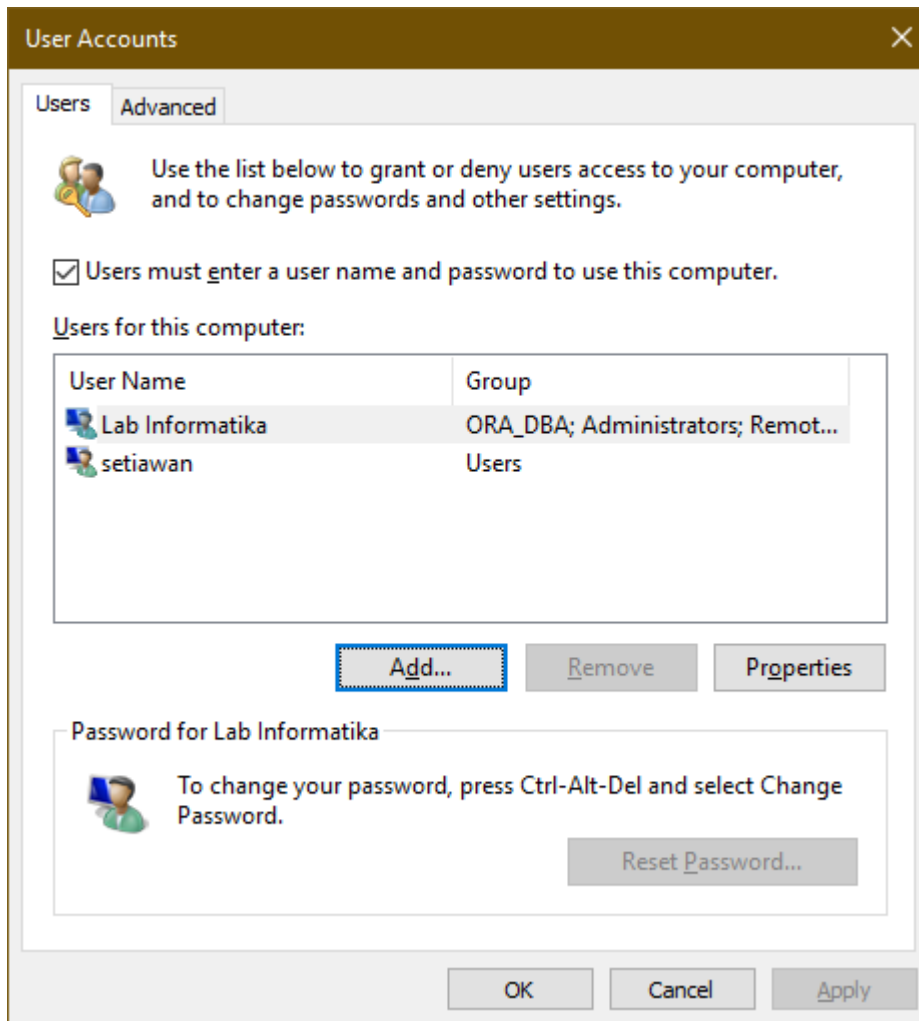 User Accounts
Users
Advanced
Use the list below to grant or deny users access to your computer,
and to change passwords and other settings.
Users must enter a user name and password to use this computer.
Users for this computer:
User Name Group
Lab Informatika ORA_DBA; Administrators; Remot...
setiawan Users
Add... Remove Properties
Password for Lab Informatika
To change your password, press Ctrl-Alt-Del and select Change
Password.
Reset Password...
OK Cancel Apply